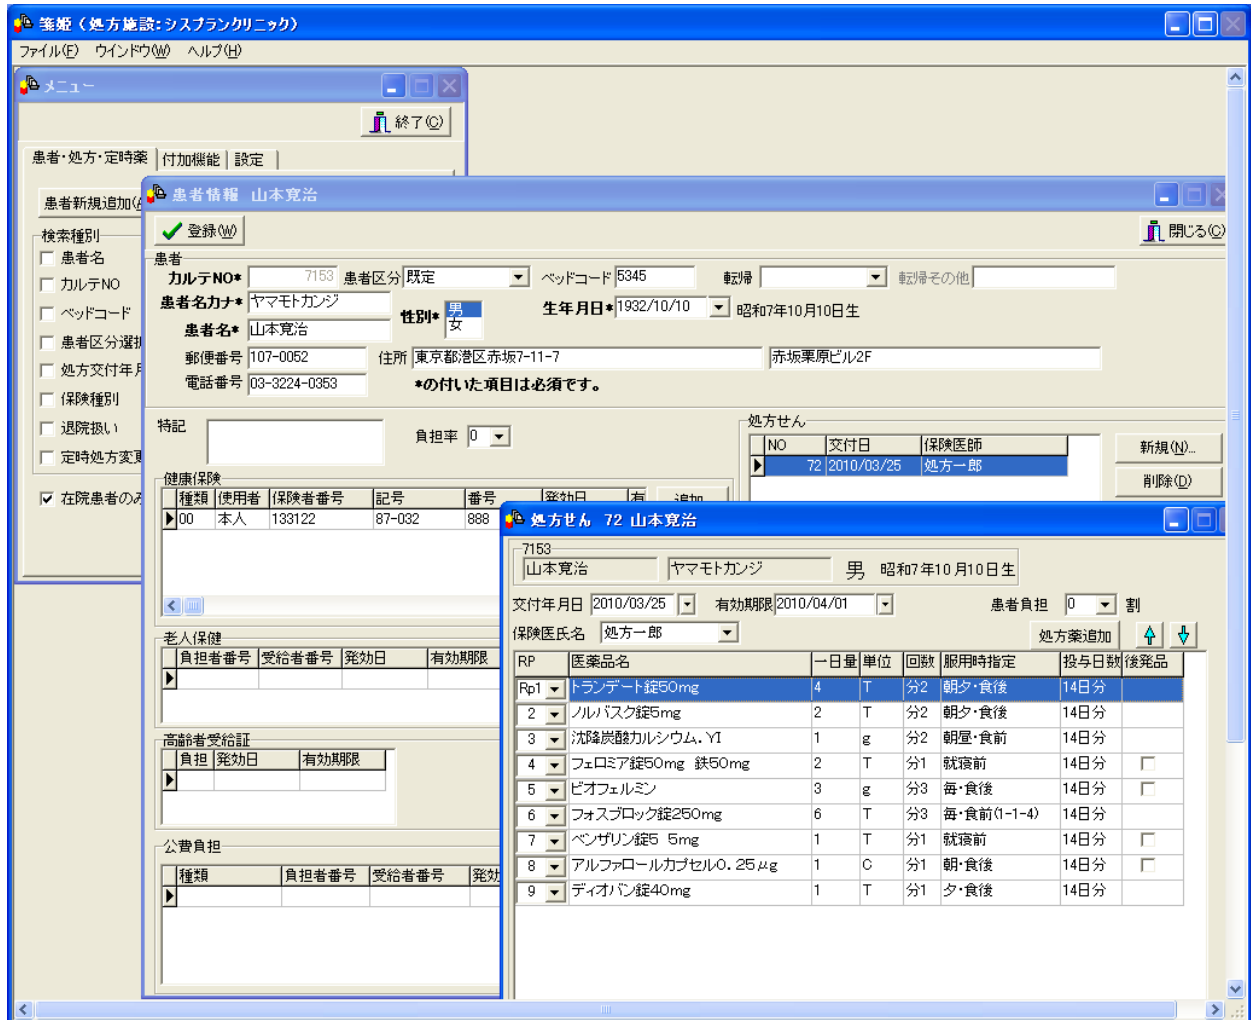 箋姫（処方施設：シスプランクリニック）
ファイル(F) ウインドウ(W) ヘルプ(H)
メニュー
終了(C)
患者・処方・定時薬 付加機能 設定
患者新規追加(
検索種別
患者名
カルテNO
ベッドコード
患者区分選
処方交付年
保険種別
退院扱い
定時処方変
在院患者のみ
患者情報 山本寛治
登録(W)
閉じる(C)
患者
カルテNO* 7153 患者区分 既定 ベッドコード 5345 転帰 転帰その他
患者名カナ* ヤマモトカンジ 性別* 男 女 生年月日* 1932/10/10 昭和7年10月10日生
患者名* 山本寛治
郵便番号 107-0052 住所 東京都港区赤坂7-11-7 赤坂栗原ビル2F
電話番号 03-3224-0353 *の付いた項目は必須です。
特記 負担率 0
処方せん
NO 交付日 保険医師
72 2010/03/25 処方一郎
新規(N)...
削除(D)
健康保険
種類 使用者 保険者番号 記号 番号 発効日 有 追加
00 本人 133122 87-032 888
老人保健
負担者番号 受給者番号 発効日 有効期限
高齢者受給証
負担 発効日 有効期限
公費負担
種類 負担者番号 受給者番号 発効
処方せん 72 山本寛治
7153
山本寛治 ヤマモトカンジ 男 昭和7年10月10日生
交付年月日 2010/03/25 有効期限 2010/04/01 患者負担 0 割
保険医氏名 処方一郎 処方薬追加
RP 医薬品名 一日量 単位 回数 服用時指定 投与日数 後発品
Rp1 トランデート錠50mg 4 T 分2 朝夕・食後 14日分
2 ノルバスク錠5mg 2 T 分2 朝夕・食後 14日分
3 沈降炭酸カルシウム．YI 1 g 分2 朝昼・食前 14日分
4 フェロミア錠50mg 鉄50mg 2 T 分1 就寝前 14日分
5 ビオフェルミン 3 g 分3 毎・食後 14日分
6 フォスブロック錠250mg 6 T 分3 毎・食前(1-1-4) 14日分
7 ベンザリン錠5 5mg 1 T 分1 就寝前 14日分
8 アルファロールカプセル0．25μg 1 C 分1 朝・食後 14日分
9 ディオバン錠40mg 1 T 分1 夕・食後 14日分